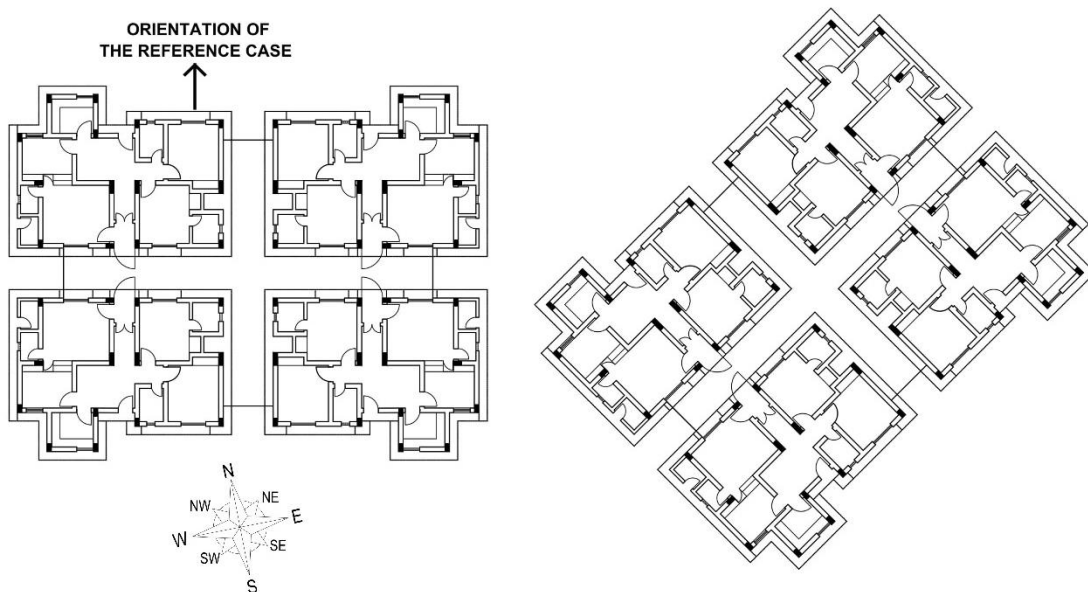 ORIENTATION OF
THE REFERENCE CASE
N
NW
NE
W
E
SW
SE
S